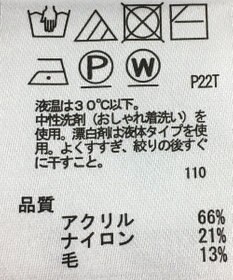 P W
P22T
液温は30℃以下。
中性洗剤（おしゃれ着洗い）を
使用。漂白剤は液体タイプを使
用。よくすすぎ、絞りの後すぐ
に干すこと。
110
品質
アクリル 66%
ナイロン 21%
毛 13%